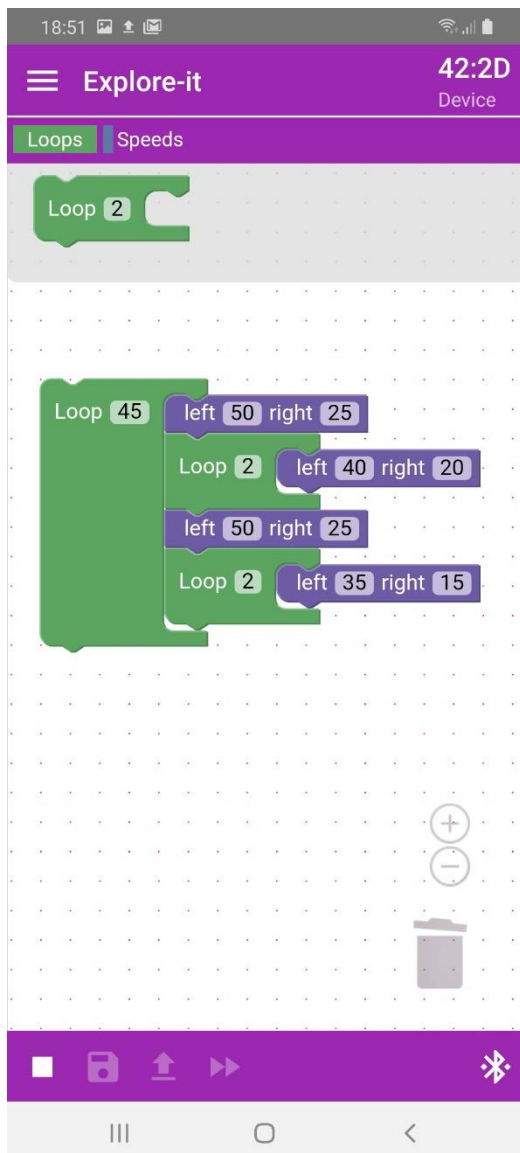 18:51
Explore-it
42:2D
Device
Loops Speeds
Loop 2
Loop 45 left 50 right 25
Loop 2 left 40 right 20
left 50 right 25
Loop 2 left 35 right 15